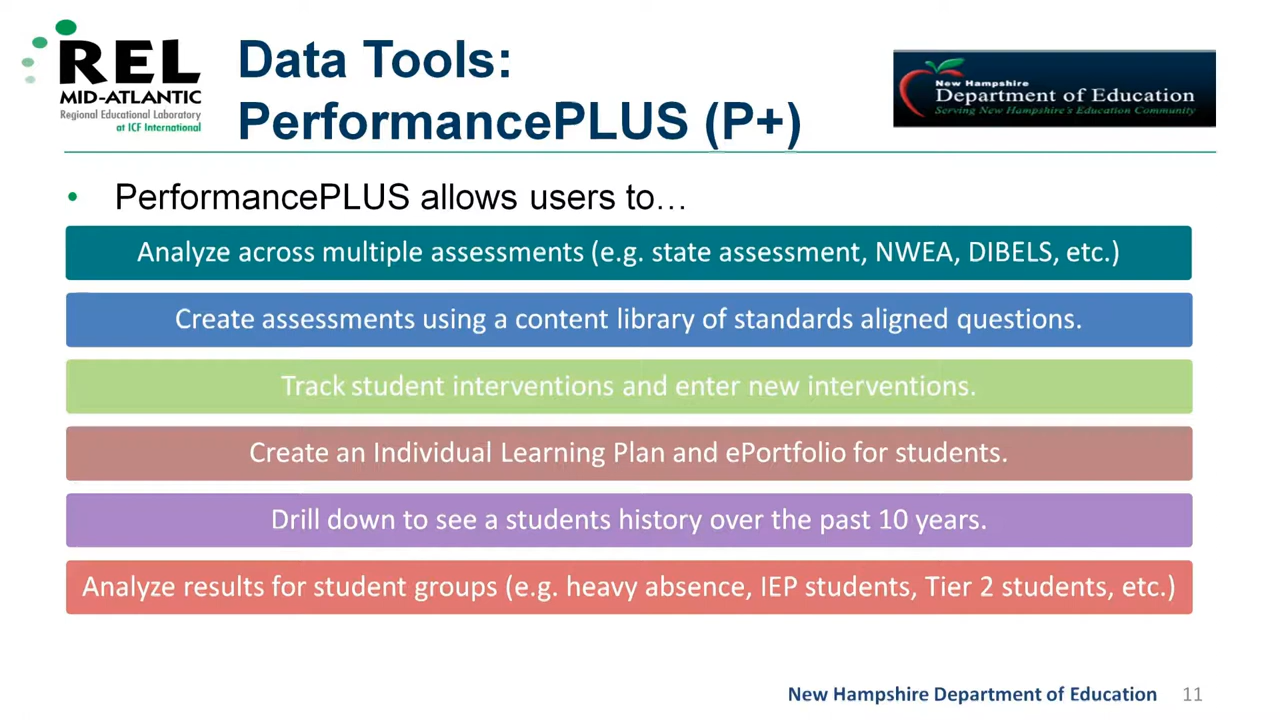 REL
MID-ATLANTIC
Regional Educational Laboratory
at ICF International
Data Tools:
PerformancePLUS (P+)
New Hampshire
Department of Education
Serving New Hampshire's Education Community
• PerformancePLUS allows users to…
Analyze across multiple assessments (e.g. state assessment, NWEA, DIBELS, etc.)
Create assessments using a content library of standards aligned questions.
Track student interventions and enter new interventions.
Create an Individual Learning Plan and ePortfolio for students.
Drill down to see a students history over the past 10 years.
Analyze results for student groups (e.g. heavy absence, IEP students, Tier 2 students, etc.)
New Hampshire Department of Education 11